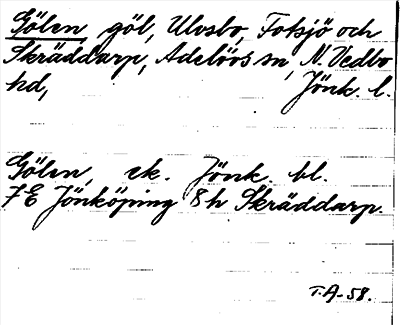 Gölen göl, Ulvsbo, Fotsjö och
Skräddarp, Adelövs sn, N. Vedbo
hd, Jönk. l.
Gölen, ek. Jönk. bl.
7E Jönköping 8h Skräddarp.
T.A-58.